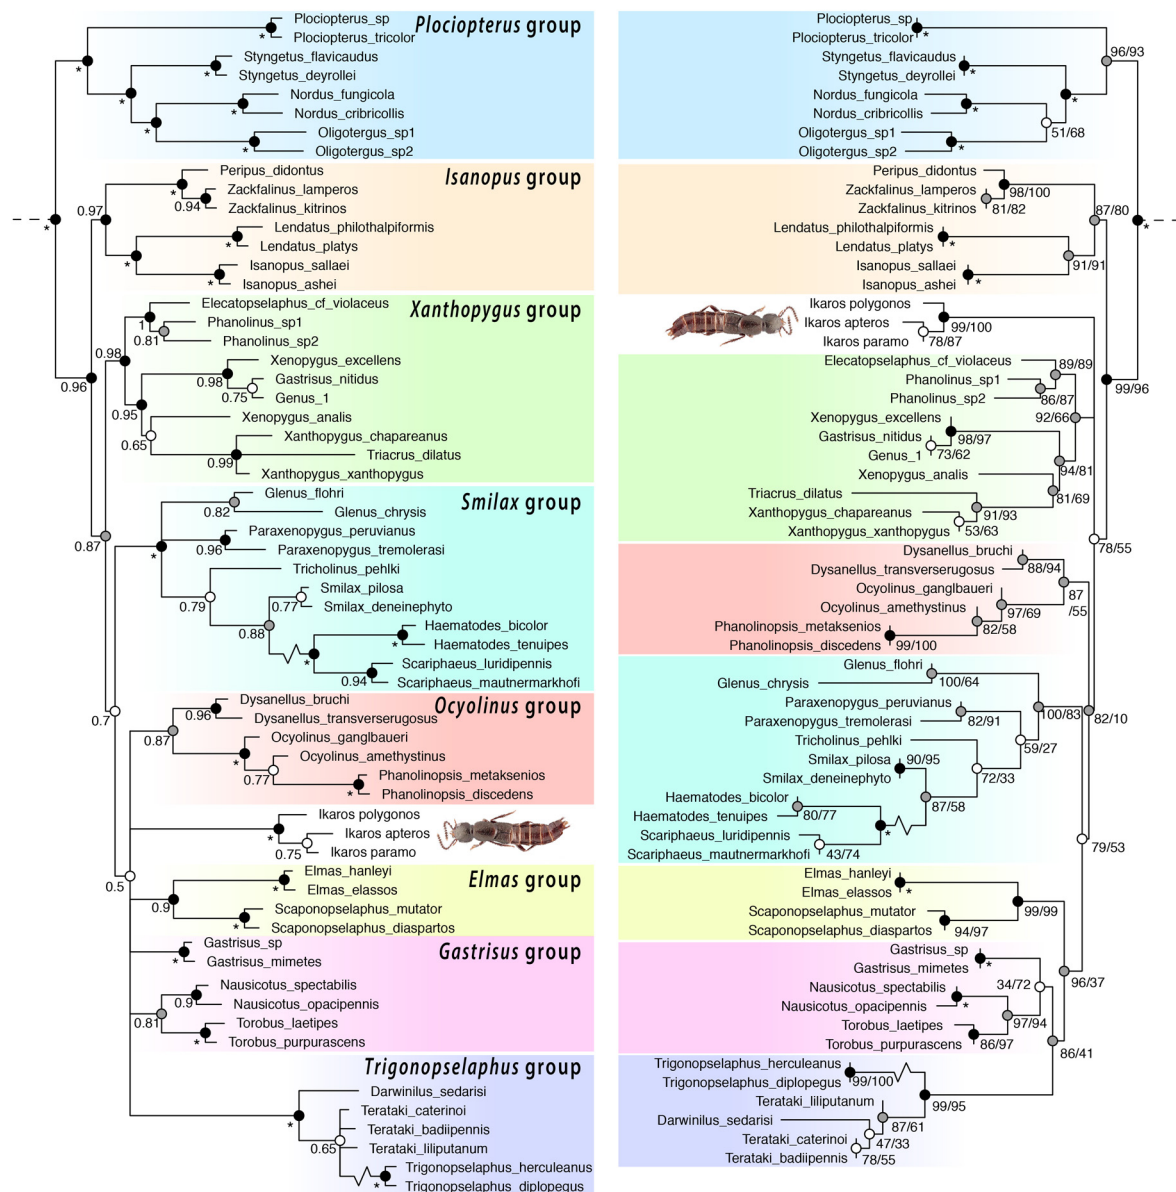 Plociopterus group
Plociopterus_sp
Plociopterus_tricolor
*
Styngetus_flavicaudus
*
Styngetus_deyrollei
*
*
Nordus_fungicola
*
Nordus_cribricollis
*
Oligotergus_sp1
*
Oligotergus_sp2
Isanopus group
Peripus_didontus
*
Zackfalinus_lamperos
0.94
Zackfalinus_kitrinos
0.97
*
Lendatus_philothalpiformis
*
Lendatus_platys
*
Isanopus_sallaei
*
Isanopus_ashei
Xanthopygus group
Elecatopselaphus_cf_violaceus
1
Phanolinus_sp1
0.81
Phanolinus_sp2
0.98
0.96
Xenopygus_excellens
0.98
Gastrisus_nitidus
0.75
Genus_1
0.95
Xenopygus_analis
0.65
Xanthopygus_chapareanus
Triacrus_dilatus
0.99
Xanthopygus_xanthopygus
Smilax group
Glenus_flohri
0.82
Glenus_chrysis
Paraxenopygus_peruvianus
0.96
Paraxenopygus_tremolerasi
0.87
*
Tricholinus_pehlki
0.79
Smilax_pilosa
0.77
Smilax_deneinephyto
0.88
Haematodes_bicolor
*
Haematodes_tenuipes
*
Scariphaeus_luridipennis
0.94
Scariphaeus_mautnermarkhofi
Ocyolinus group
Dysanellus_bruchi
0.96
Dysanellus_transverserugosus
0.7
0.87
Ocyolinus_ganglbaueri
*
Ocyolinus_amethystinus
0.77
Phanolinopsis_metaksenios
*
Phanolinopsis_discedens
Ikaros polygonos
*
Ikaros apteros
0.75
Ikaros paramo
0.5
Elmas group
Elmas_hanleyi
*
Elmas_elassos
0.9
Scaponopselaphus_mutator
*
Scaponopselaphus_diaspartos
Gastrisus group
Gastrisus_sp
*
Gastrisus_mimetes
Nausicotus_spectabilis
0.9
Nausicotus_opacipennis
0.81
Torobus_laetipes
*
Torobus_purpurascens
Trigonopselaphus group
Darwinilus_sedarisi
*
Terataki_caterinoi
Terataki_badiipennis
0.65
Terataki_liliputanum
Trigonopselaphus_herculeanus
*
Trigonopselaphus_diplopegus
Plociopterus_sp
*
Plociopterus_tricolor
96/93
Styngetus_flavicaudus
*
Styngetus_deyrollei
*
Nordus_fungicola
*
Nordus_cribricollis
51/68
Oligotergus_sp1
*
Oligotergus_sp2
Peripus_didontus
98/100
Zackfalinus_lamperos
81/82
Zackfalinus_kitrinos
87/80
*
Lendatus_philothalpiformis
*
Lendatus_platys
91/91
Isanopus_sallaei
*
Isanopus_ashei
Ikaros polygonos
99/100
Ikaros apteros
78/87
Ikaros paramo
Elecatopselaphus_cf_violaceus
89/89
Phanolinus_sp1
86/87
Phanolinus_sp2
99/96
92/66
Xenopygus_excellens
98/97
Gastrisus_nitidus
73/62
Genus_1
94/81
Xenopygus_analis
81/69
Triacrus_dilatus
91/93
Xanthopygus_chapareanus
53/63
Xanthopygus_xanthopygus
78/55
Dysanellus_bruchi
88/94
Dysanellus_transverserugosus
87
/55
Ocyolinus_ganglbaueri
97/69
Ocyolinus_amethystinus
82/58
Phanolinopsis_metaksenios
99/100
Phanolinopsis_discedens
Glenus_flohri
100/64
Glenus_chrysis
100/83
82/10
Paraxenopygus_peruvianus
82/91
Paraxenopygus_tremolerasi
59/27
Tricholinus_pehlki
72/33
Smilax_pilosa
90/95
Smilax_deneinephyto
87/58
Haematodes_bicolor
80/77
Haematodes_tenuipes
*
Scariphaeus_luridipennis
43/74
Scariphaeus_mautnermarkhofi
79/53
Elmas_hanleyi
*
Elmas_elassos
99/99
Scaponopselaphus_mutator
94/97
Scaponopselaphus_diaspartos
Gastrisus_sp
*
Gastrisus_mimetes
96/37
34/72
Nausicotus_spectabilis
*
Nausicotus_opacipennis
97/94
Torobus_laetipes
86/97
Torobus_purpurascens
86/41
Trigonopselaphus_herculeanus
99/100
Trigonopselaphus_diplopegus
99/95
Terataki_liliputanum
87/61
Darwinilus_sedarisi
47/33
Terataki_caterinoi
78/55
Terataki_badiipennis